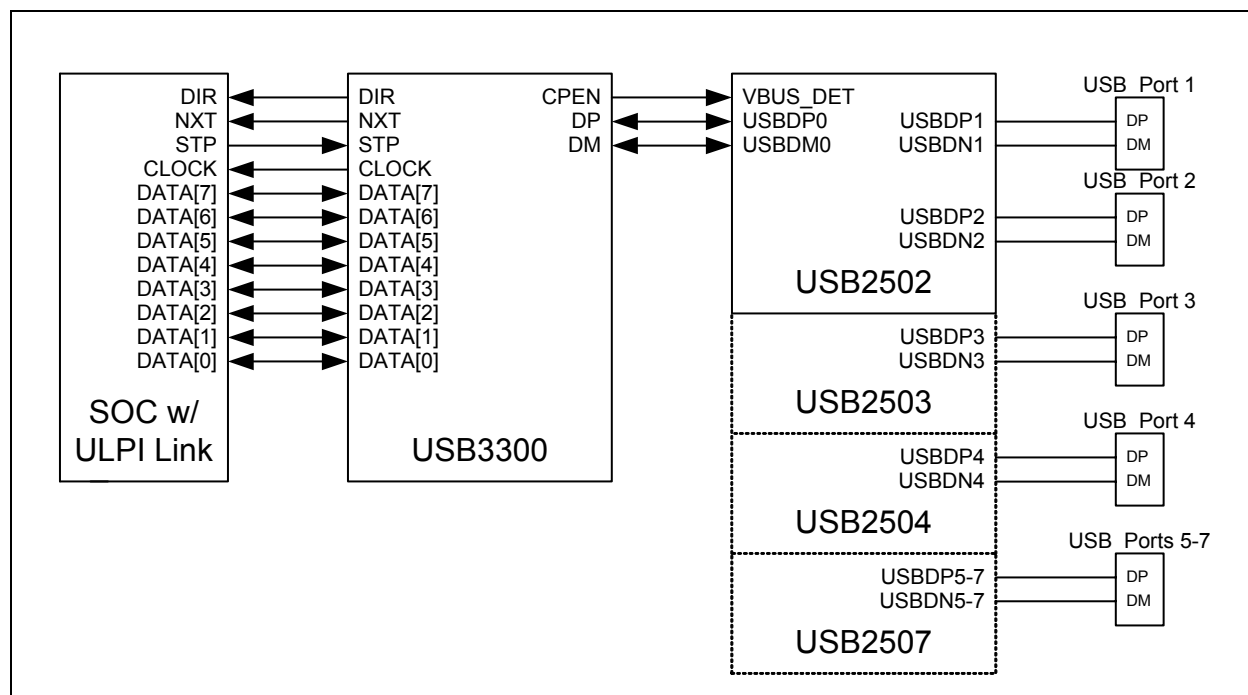 DIR
NXT
STP
CLOCK
DATA[7]
DATA[6]
DATA[5]
DATA[4]
DATA[3]
DATA[2]
DATA[1]
DATA[0]
SOC w/
ULPI Link
DIR
NXT
STP
CLOCK
DATA[7]
DATA[6]
DATA[5]
DATA[4]
DATA[3]
DATA[2]
DATA[1]
DATA[0]
CPEN
DP
DM
USB3300
VBUS_DET
USBDP0
USBDM0
USBDP1
USBDN1
USBDP2
USBDN2
USB2502
USBDP3
USBDN3
USB2503
USBDP4
USBDN4
USB2504
USBDP5-7
USBDN5-7
USB2507
USB Port 1
DP
DM
USB Port 2
DP
DM
USB Port 3
DP
DM
USB Port 4
DP
DM
USB Ports 5-7
DP
DM